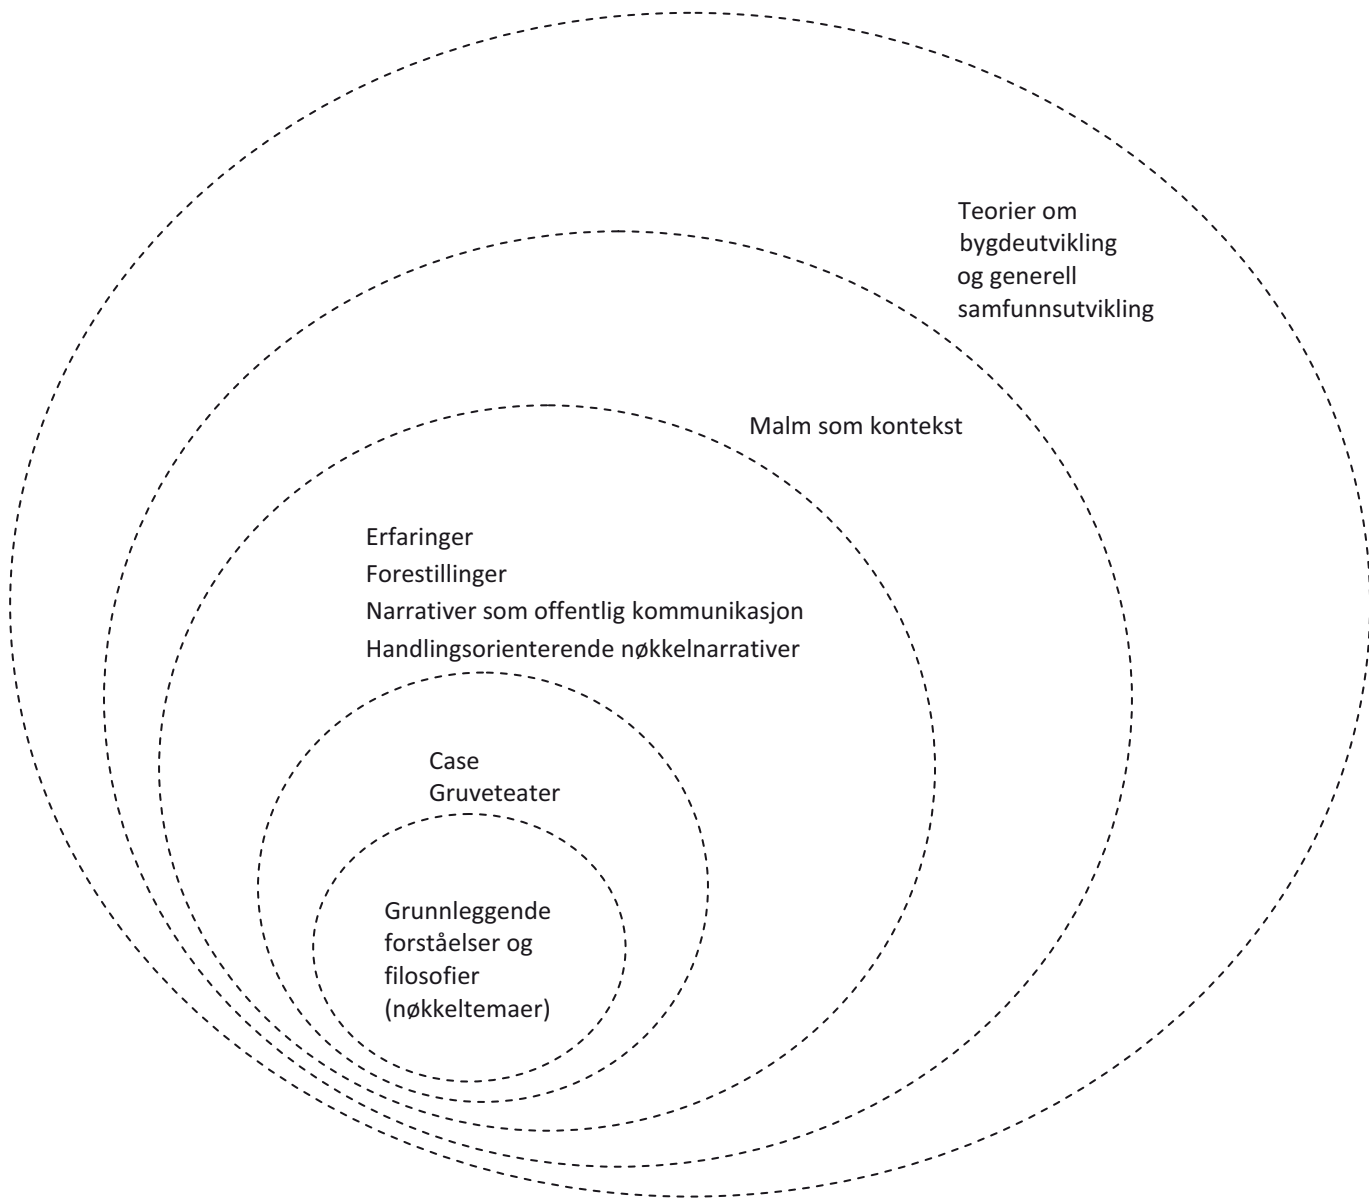 Teorier om
bygdeutvikling
og generell
samfunnsutvikling
Malm som kontekst
Erfaringer
Forestillinger
Narrativer som offentlig kommunikasjon
Handlingsorienterende nøkkelnarrativer
Case
Gruveteater
Grunnleggende
forståelser og
filosofier
(nøkkeltemaer)